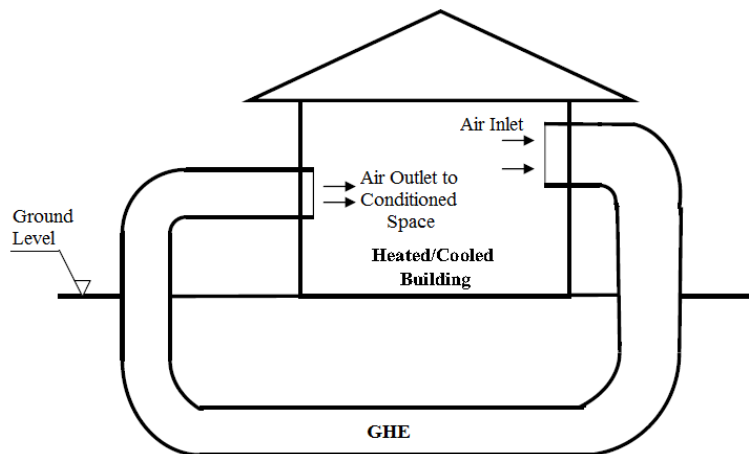 Air Inlet
Air Outlet to
Conditioned
Space
Ground
Level
Heated/Cooled
Building
GHE